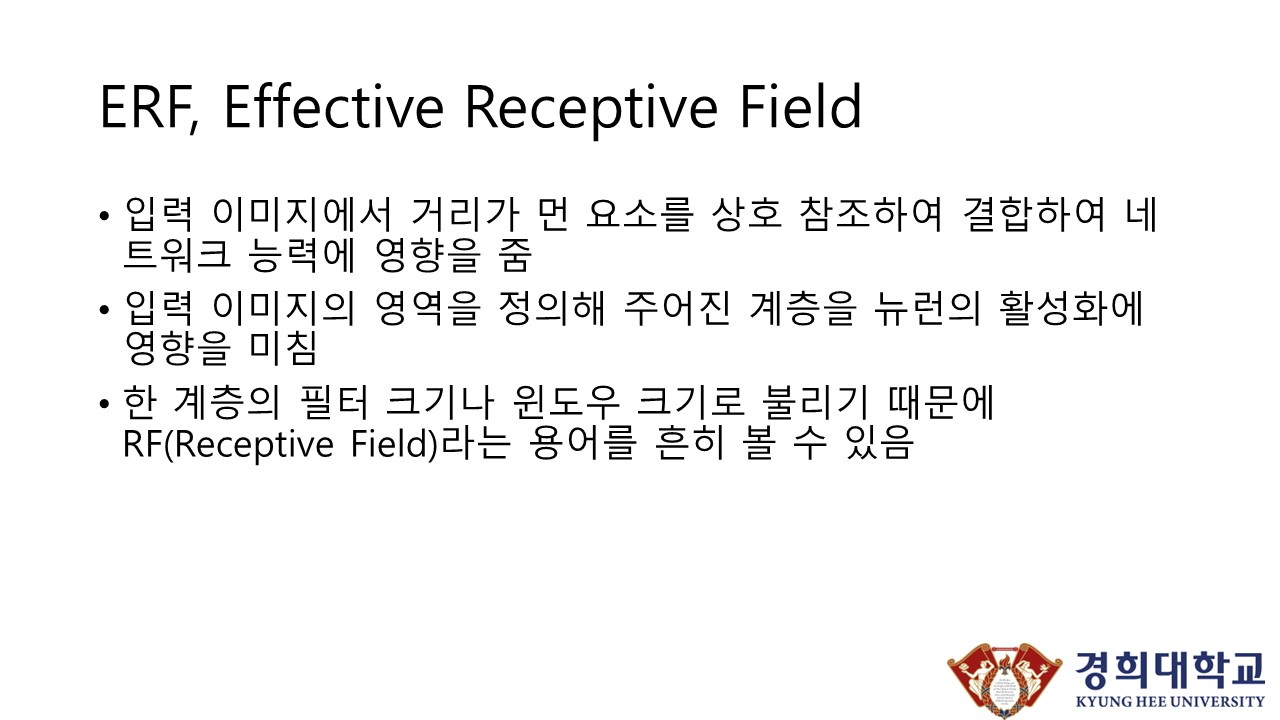 ERF, Effective Receptive Field
• 입력 이미지에서 거리가 먼 요소를 상호 참조하여 결합하여 네
트워크 능력에 영향을 줌
• 입력 이미지의 영역을 정의해 주어진 계층을 뉴런의 활성화에
영향을 미침
• 한 계층의 필터 크기나 윈도우 크기로 불리기 때문에
RF(Receptive Field)라는 용어를 흔히 볼 수 있음
경희대학교
KYUNG HEE UNIVERSITY